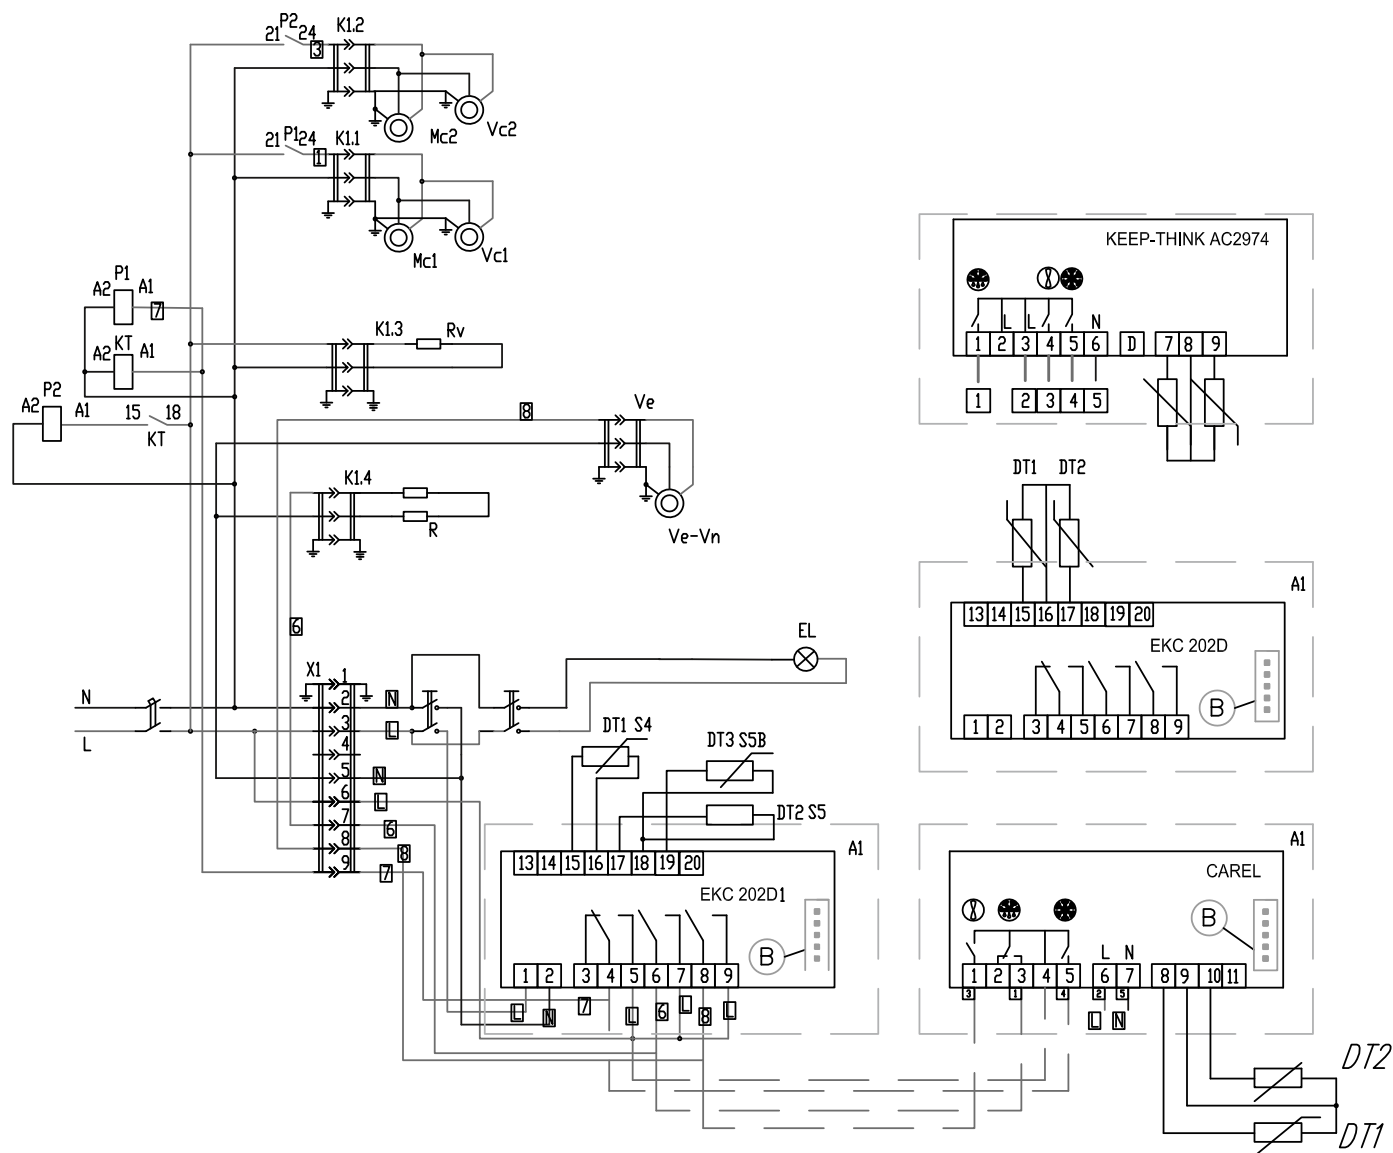 P2
21 24
3
K1.2
Mc2
Vc2
21 P1 24
1
K1.1
Mc1
Vc1
P1
A2 A1
7
KT
A2 A1
P2
A2 A1
15 18
KT
K1.3
Rv
8
Ve
Ve-Vn
K1.4
R
6
N
L
X1
1
2
3
4
5
6
7
8
9
N
L
N
L
6
8
7
EL
DT1 S4
DT3 S5B
DT2 S5
A1
13 14 15 16 17 18 19 20
EKC 202D1
B
1 2 3 4 5 6 7 8 9
L N 7 L 6 L 8 L
KEEP-THINK AC2974
L L N
1 2 3 4 5 6 D 7 8 9
1 2 3 4 5
DT1 DT2
A1
13 14 15 16 17 18 19 20
EKC 202D
B
1 2 3 4 5 6 7 8 9
A1
CAREL
B
L N
1 2 3 4 5 6 7 8 9 10 11
3 1 4 2 5
L N
DT2
DT1